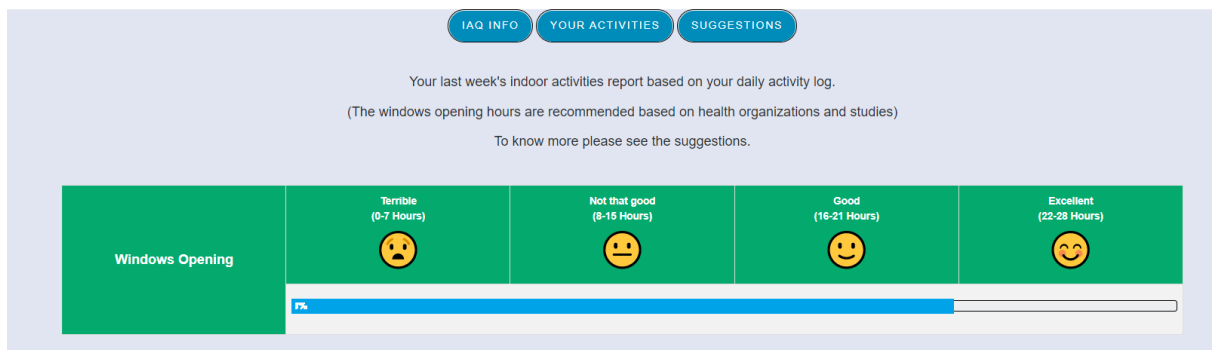 IAQ INFO YOUR ACTIVITIES SUGGESTIONS
Your last week's indoor activities report based on your daily activity log.
(The windows opening hours are recommended based on health organizations and studies)
To know more please see the suggestions.
Windows Opening
Terrible
(0-7 Hours)
Not that good
(8-15 Hours)
Good
(16-21 Hours)
Excellent
(22-28 Hours)